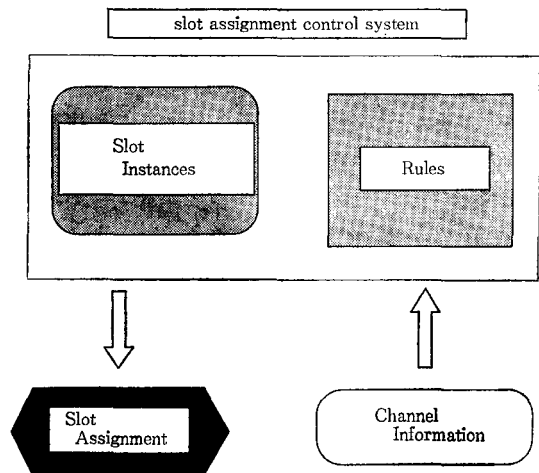 slot assignment control system
Slot
Instances
Rules
Slot
Assignment
Channel
Information